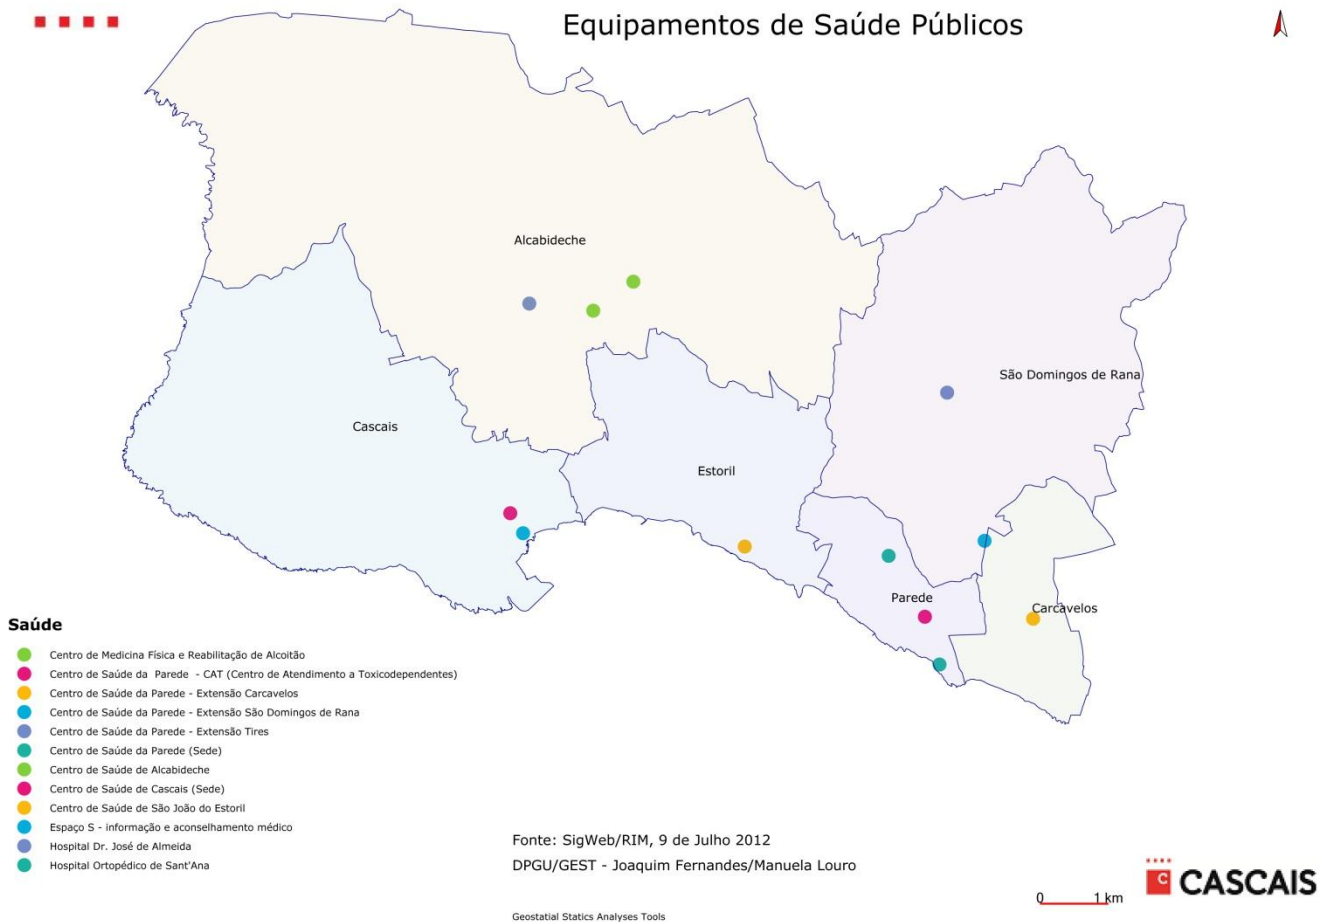 Equipamentos de Saúde Públicos
Alcabideche
São Domingos de Rana
Cascais
Estoril
Parede
Carcavelos
Saúde
Centro de Medicina Física e Reabilitação de Alcoitão
Centro de Saúde da Parede - CAT (Centro de Atendimento a Toxicodependentes)
Centro de Saúde da Parede - Extensão Carcavelos
Centro de Saúde da Parede - Extensão São Domingos de Rana
Centro de Saúde da Parede - Extensão Tires
Centro de Saúde da Parede (Sede)
Centro de Saúde de Alcabideche
Centro de Saúde de Cascais (Sede)
Centro de Saúde de São João do Estoril
Espaço S - informação e aconselhamento médico
Hospital Dr. José de Almeida
Hospital Ortopédico de Sant'Ana
Fonte: SigWeb/RIM, 9 de Julho 2012
DPGU/GEST - Joaquim Fernandes/Manuela Louro
Geostatial Statics Analyses Tools
0 1 km
C CASCAIS